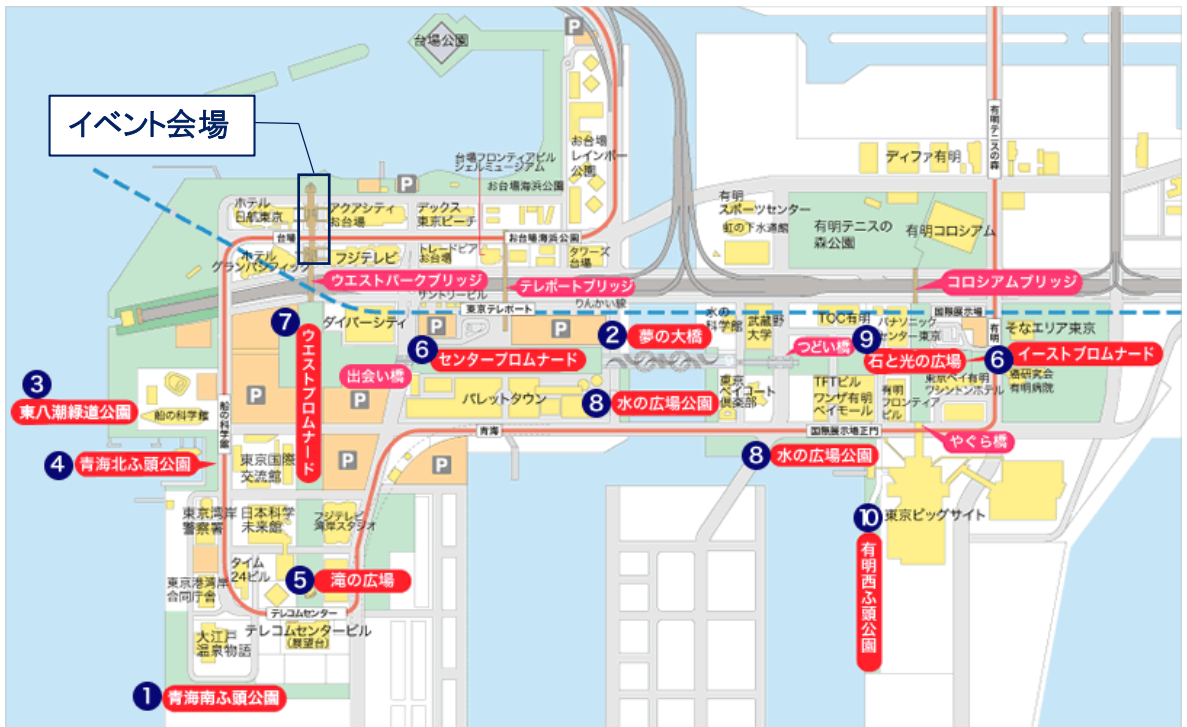 台場公園
P
イベント会場
お台場
レインボー
公園
有明テニスの森
ディファ有明
台場フロンティアビル
シェルミュージアム
P
お台場海浜公園
ホテル
日航東京
アクアシティ
お台場
デックス
東京ビーチ
有明
スポーツセンター
虹の下水道館
有明テニスの
森公園
有明コロシアム
台場
お台場海浜公園
ホテル
グランパシフィック
フジテレビ
トレードピア
お台場
タワーズ
台場
ウエストパークブリッジ
テレポートブリッジ
コロシアムブリッジ
サントリービル
りんかい線
東京テレポート
国際展示場
7
ウエストプロムナード
ダイバーシティ
P
P
水の
科学館
武蔵野
大学
TOC有明
パナソニック
センター東京
有明
そなエリア東京
2
夢の大橋
つどい橋
9
石と光の広場
6
センタープロムナード
6
イーストプロムナード
出会い橋
癌研究会
有明病院
3
東八潮緑道公園
船の科学館
船の科学館
P
P
パレットタウン
8
水の広場公園
東京
ベイコート
倶楽部
TFTビル
ワンザ有明
ベイモール
有明
フロンティア
ビル
東京ベイ有明
ワシントンホテル
青海
国際展示場正門
やぐら橋
4
青海北ふ頭公園
東京国際
交流館
P
P
8
水の広場公園
東京湾岸
警察署
日本科学
未来館
フジテレビ
湾岸スタジオ
10
有明西ふ頭公園
東京ビッグサイト
タイム
24ビル
5
滝の広場
東京港湾
合同庁舎
テレコムセンター
テレコムセンタービル
(展望台)
大江戸
温泉物語
1
青海南ふ頭公園